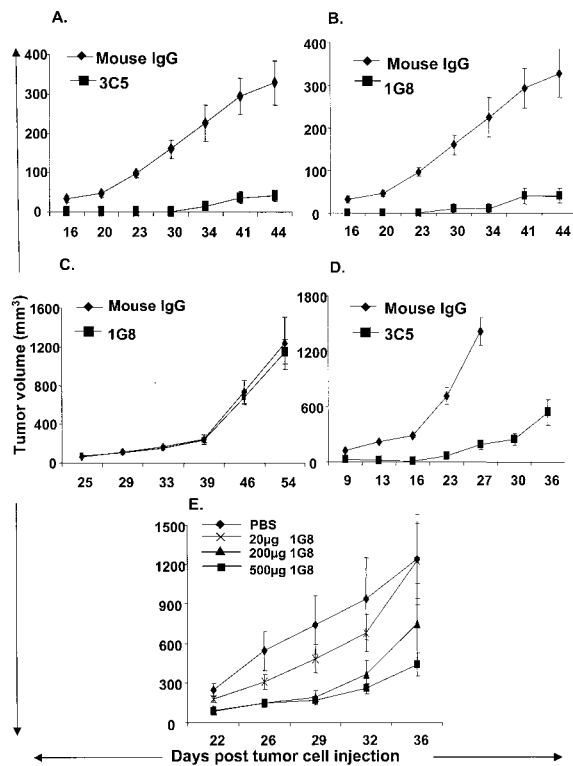 A.
Mouse IgG
3C5
400
300
200
100
0
16 20 23 30 34 41 44
B.
Mouse IgG
1G8
400
300
200
100
0
16 20 23 30 34 41 44
C.
Mouse IgG
1G8
1600
1200
800
400
0
25 29 33 39 46 54
D.
Mouse IgG
3C5
1800
1200
600
0
9 13 16 23 27 30 36
Tumor volume (mm³)
E.
PBS
20µg 1G8
200µg 1G8
500µg 1G8
1500
1200
900
600
300
0
22 26 29 32 36
Days post tumor cell injection